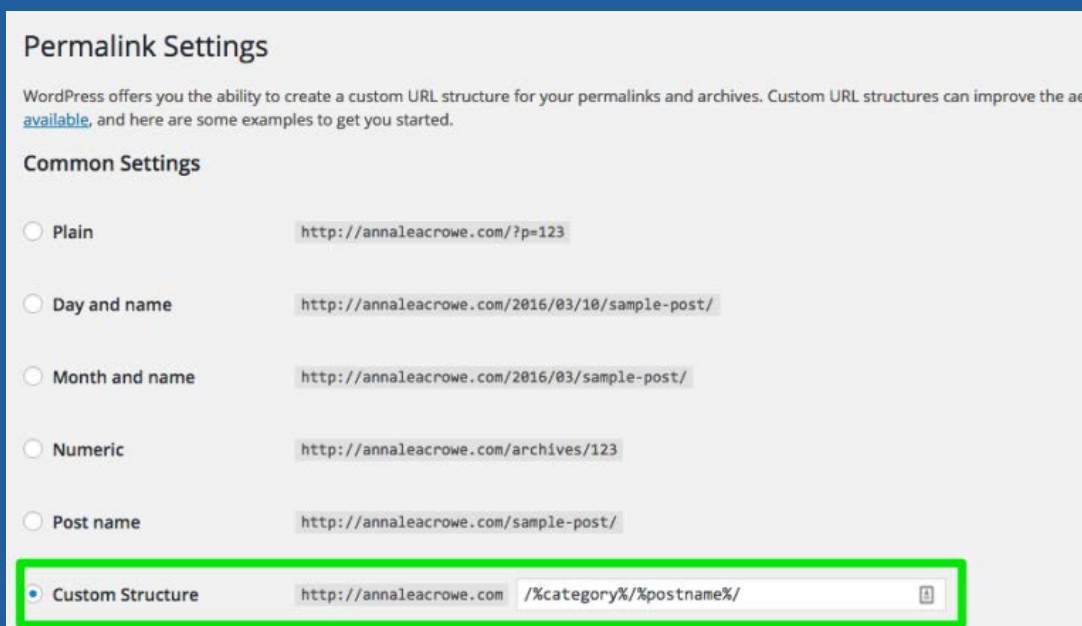 Permalink Settings
WordPress offers you the ability to create a custom URL structure for your permalinks and archives. Custom URL structures can improve the
available, and here are some examples to get you started.
Common Settings
Plain http://annaleacrowe.com/?p=123
Day and name http://annaleacrowe.com/2016/03/10/sample-post/
Month and name http://annaleacrowe.com/2016/03/sample-post/
Numeric http://annaleacrowe.com/archives/123
Post name http://annaleacrowe.com/sample-post/
Custom Structure http://annaleacrowe.com /%category%/%postname%/